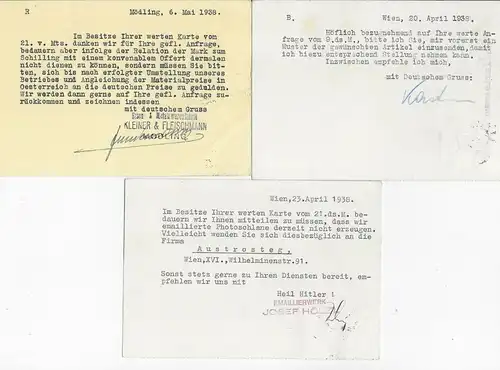 R Mödling, 6. Mai 1938.
Im Besitze Ihrer werten Karte von
21. v. Mts. danken wir für Ihre gefl. Anfrage,
bedauern aber infolge der Relation der Mark zum
Schilling mit einem konvenablem Offert dermalen
nicht dienen zu können, sondern müssen Sie bit-
ten, sich bis nach erfolgter Umstellung unseres
Betriebes und Angleichung der Materialpreise in
Oesterreich an die deutschen Preise zu gedulden.
Wir werden dann gerne auf Ihre gefl. Anfrage zu-
rückkommen und zeichnen indessen
mit deutschem Gruss
KLEINER & FLEISCHMANN
B. Wien, 20. April 1938.
Höflich bezugnehmend auf Ihre werte An-
frage vom 8.ds.M., bitte ich Sie, mir vorerst ein
Muster der gewünschten Artikel einzusenden, damit
ich hiezu entsprechend Stellung nehmen kann.
Inzwischen empfehle ich mich.
mit Deutschem Gruss:
Wien, 23.April 1938.
Im Besitze Ihrer werten Karte vom 21.ds.M. be-
dauern wir Ihnen mitteilen zu müssen, dass wir
emaillierte Photoschlane derzeit nicht erzeugen.
Vielleicht wenden Sie sich diesbezüglich an die
Firma
Austrosteg,
Wien,XVI.,Wilhelminenstr.91.
Sonst stets gerne zu Ihren Diensten bereit, em-
pfehlen wir uns mit
Heil Hitler !
EMAILLIERWERK
JOSEF